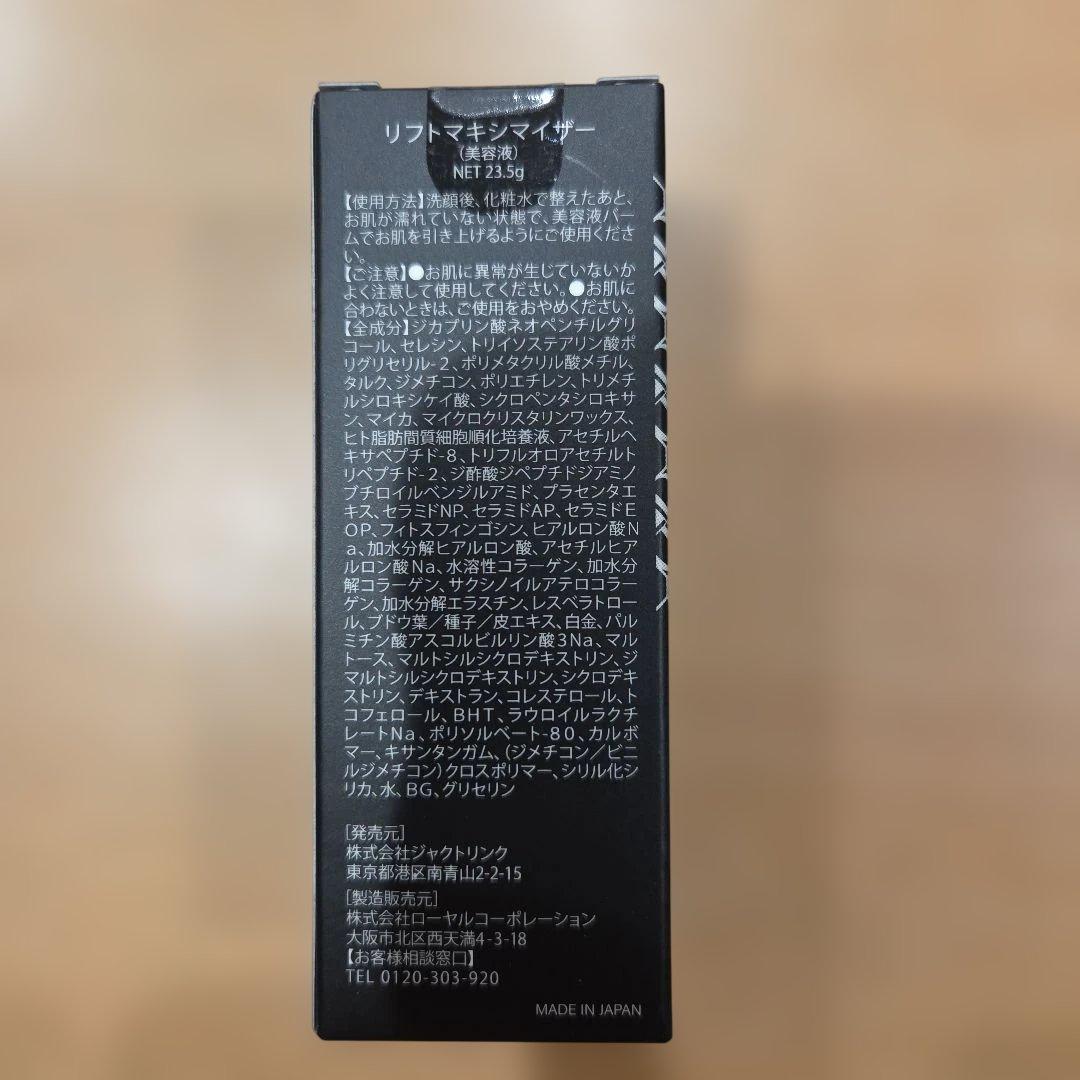 リフトマキシマイザー
（美容液）
NET 23.5g
【使用方法】洗顔後、化粧水で整えたあと、
お肌が濡れていない状態で、美容液バー
ムでお肌を引き上げるようにご使用くださ
い。
【ご注意】●お肌に異常が生じていないか
よく注意して使用してください。●お肌に
合わないときは、ご使用をおやめください。
【全成分】ジカプリン酸ネオペンチルグリ
コール、セレシン、トリイソステアリン酸ポ
リグリセリル-２、ポリメタクリル酸メチル、
タルク、ジメチコン、ポリエチレン、トリメチ
ルシロキシケイ酸、シクロペンタシロキサ
ン、マイカ、マイクロクリスタリンワックス、
ヒト脂肪間質細胞順化培養液、アセチルヘ
キサペプチド-８、トリフルオロアセチルト
リペプチド-２、ジ酢酸ジペプチドジアミノ
ブチロイルベンジルアミド、プラセンタエ
キス、セラミドNP、セラミドAP、セラミドＥ
ＯＰ、フィトスフィンゴシン、ヒアルロン酸Ｎ
ａ、加水分解ヒアルロン酸、アセチルヒア
ルロン酸Ｎａ、水溶性コラーゲン、加水分
解コラーゲン、サクシノイルアテロコラー
ゲン、加水分解エラスチン、レスベラトロー
ル、ブドウ葉／種子／皮エキス、白金、パル
ミチン酸アスコルビルリン酸３Ｎａ、マル
トース、マルトシルシクロデキストリン、ジ
マルトシルシクロデキストリン、シクロデキ
ストリン、デキストラン、コレステロール、ト
コフェロール、ＢＨＴ、ラウロイルラクチ
レートＮａ、ポリソルベート-８０、カルボ
マー、キサンタンガム、（ジメチコン／ビニ
ルジメチコン）クロスポリマー、シリル化シ
リカ、水、ＢＧ、グリセリン
［発売元］
株式会社ジャクトリンク
東京都港区南青山2-2-15
［製造販売元］
株式会社ローヤルコーポレーション
大阪市北区西天満4-3-18
【お客様相談窓口】
TEL 0120-303-920
MADE IN JAPAN